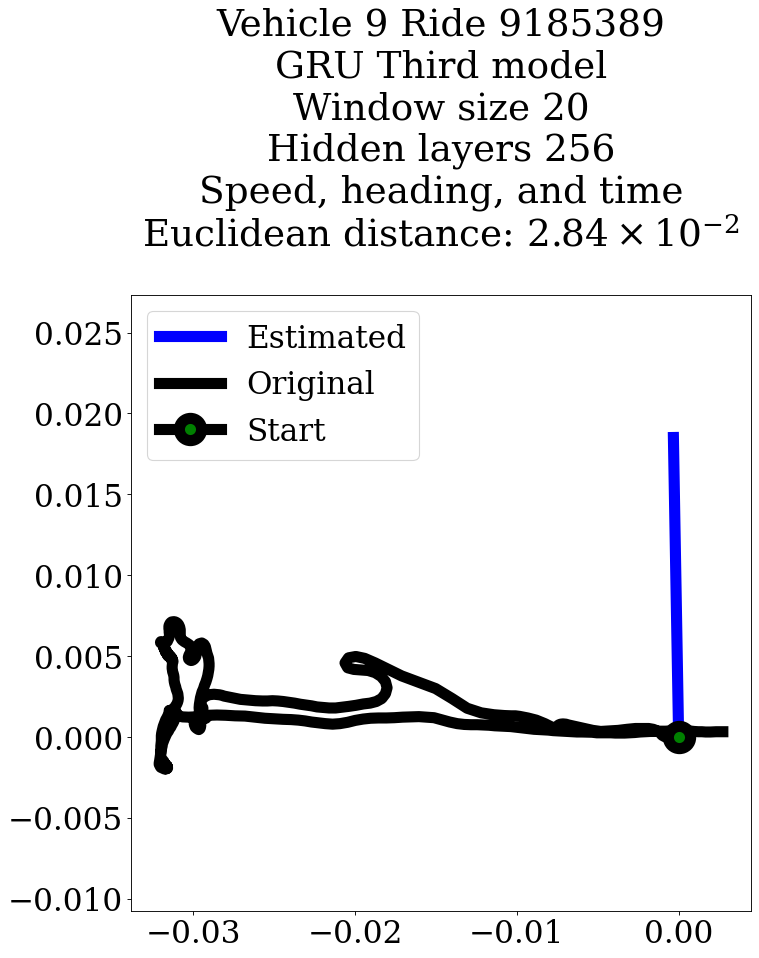 Vehicle 9 Ride 9185389
GRU Third model
Window size 20
Hidden layers 256
Speed, heading, and time
Euclidean distance: 2.84 × 10⁻²
Estimated
Original
Start
0.025
0.020
0.015
0.010
0.005
0.000
−0.005
−0.010
−0.03
−0.02
−0.01
0.00